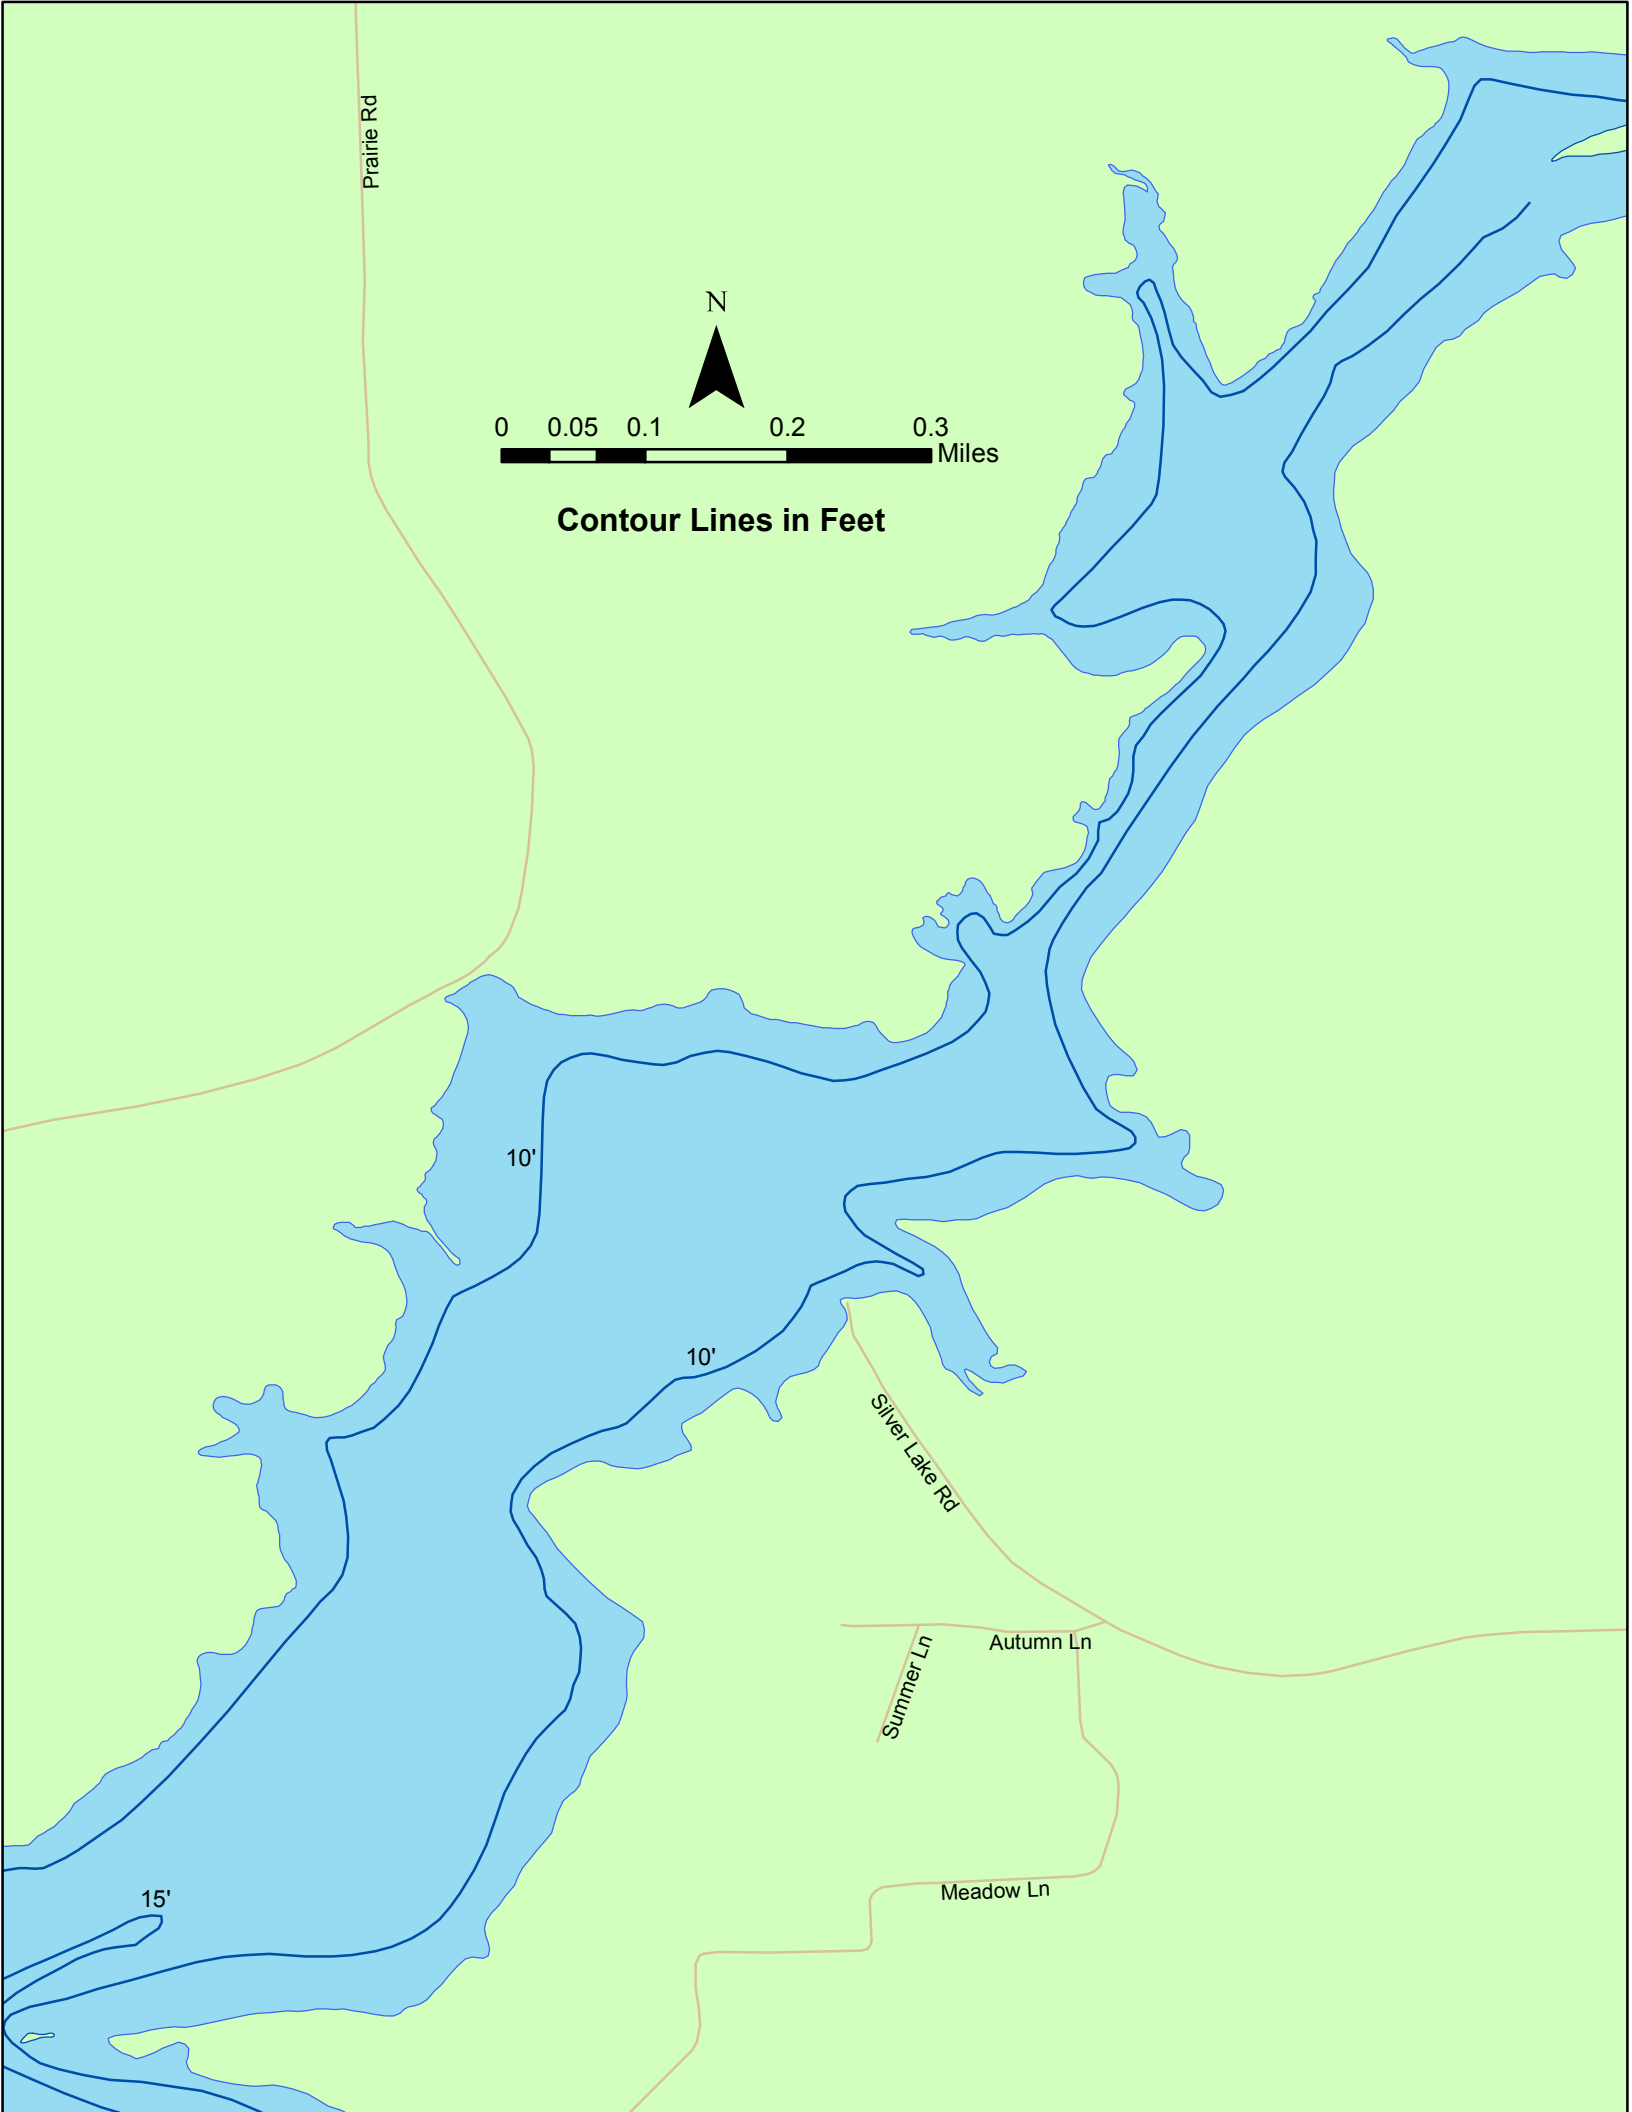 Prairie Rd
N
0 0.05 0.1 0.2 0.3
Miles
Contour Lines in Feet
10'
10'
Silver Lake Rd
Autumn Ln
Summer Ln
Meadow Ln
15'